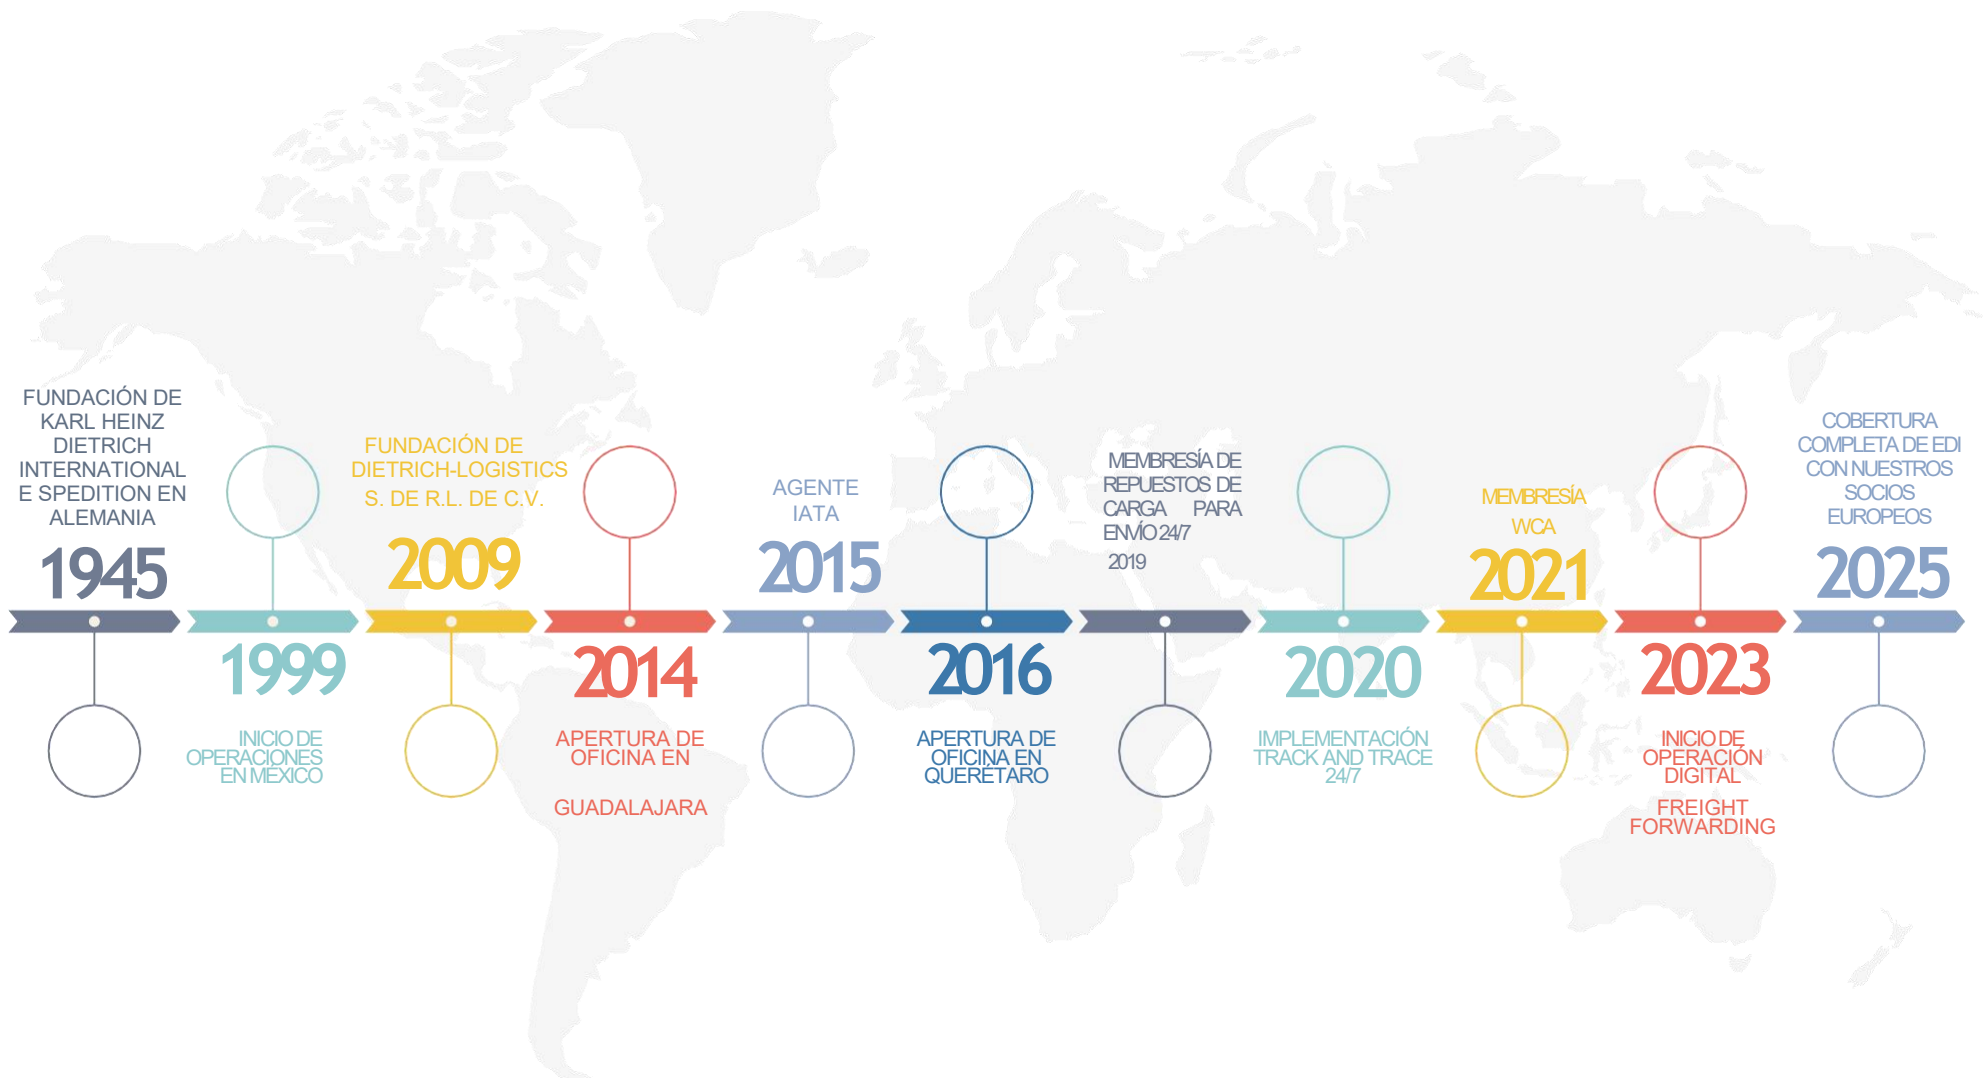 FUNDACIÓN DE
KARL HEINZ
DIETRICH
INTERNATIONAL
E SPEDITION EN
ALEMANIA
1945
1999
INICIO DE
OPERACIONES
EN MÉXICO
FUNDACIÓN DE
DIETRICH-LOGISTICS
S. DE R.L. DE C.V.
2009
2014
APERTURA DE
OFICINA EN
GUADALAJARA
AGENTE
IATA
2015
2016
APERTURA DE
OFICINA EN
QUERÉTARO
MEMBRESÍA DE
REPUESTOS DE
CARGA PARA
ENVÍO 24/7
2019
2020
IMPLEMENTACIÓN
TRACK AND TRACE
24/7
MEMBRESÍA
WCA
2021
2023
INICIO DE
OPERACIÓN
DIGITAL
FREIGHT
FORWARDING
COBERTURA
COMPLETA DE EDI
CON NUESTROS
SOCIOS
EUROPEOS
2025